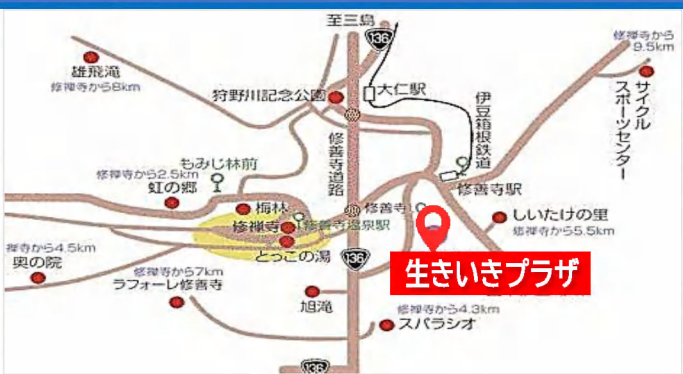 至三島
136
修禅寺から
9.5km
雄飛滝
修禅寺から8km
大仁駅
狩野川記念公園
サイクル
スポーツセンター
伊豆箱根鉄道
修善寺道路
もみじ林前
修禅寺から2.5km
虹の郷
修善寺駅
梅林
修善寺
しいたけの里
修禅寺から5.5km
修禅寺
修善寺温泉駅
とっこの湯
136
禅寺から4.5km
奥の院
修禅寺から7km
ラフォーレ修善寺
生きいきプラザ
旭滝
修禅寺から4.3km
スパラシオ
136